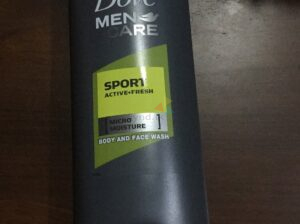 Dove
MEN
CARE
SPORT
ACTIVE+FRESH
MICRO
MOISTURE
BODY AND FACE WASH